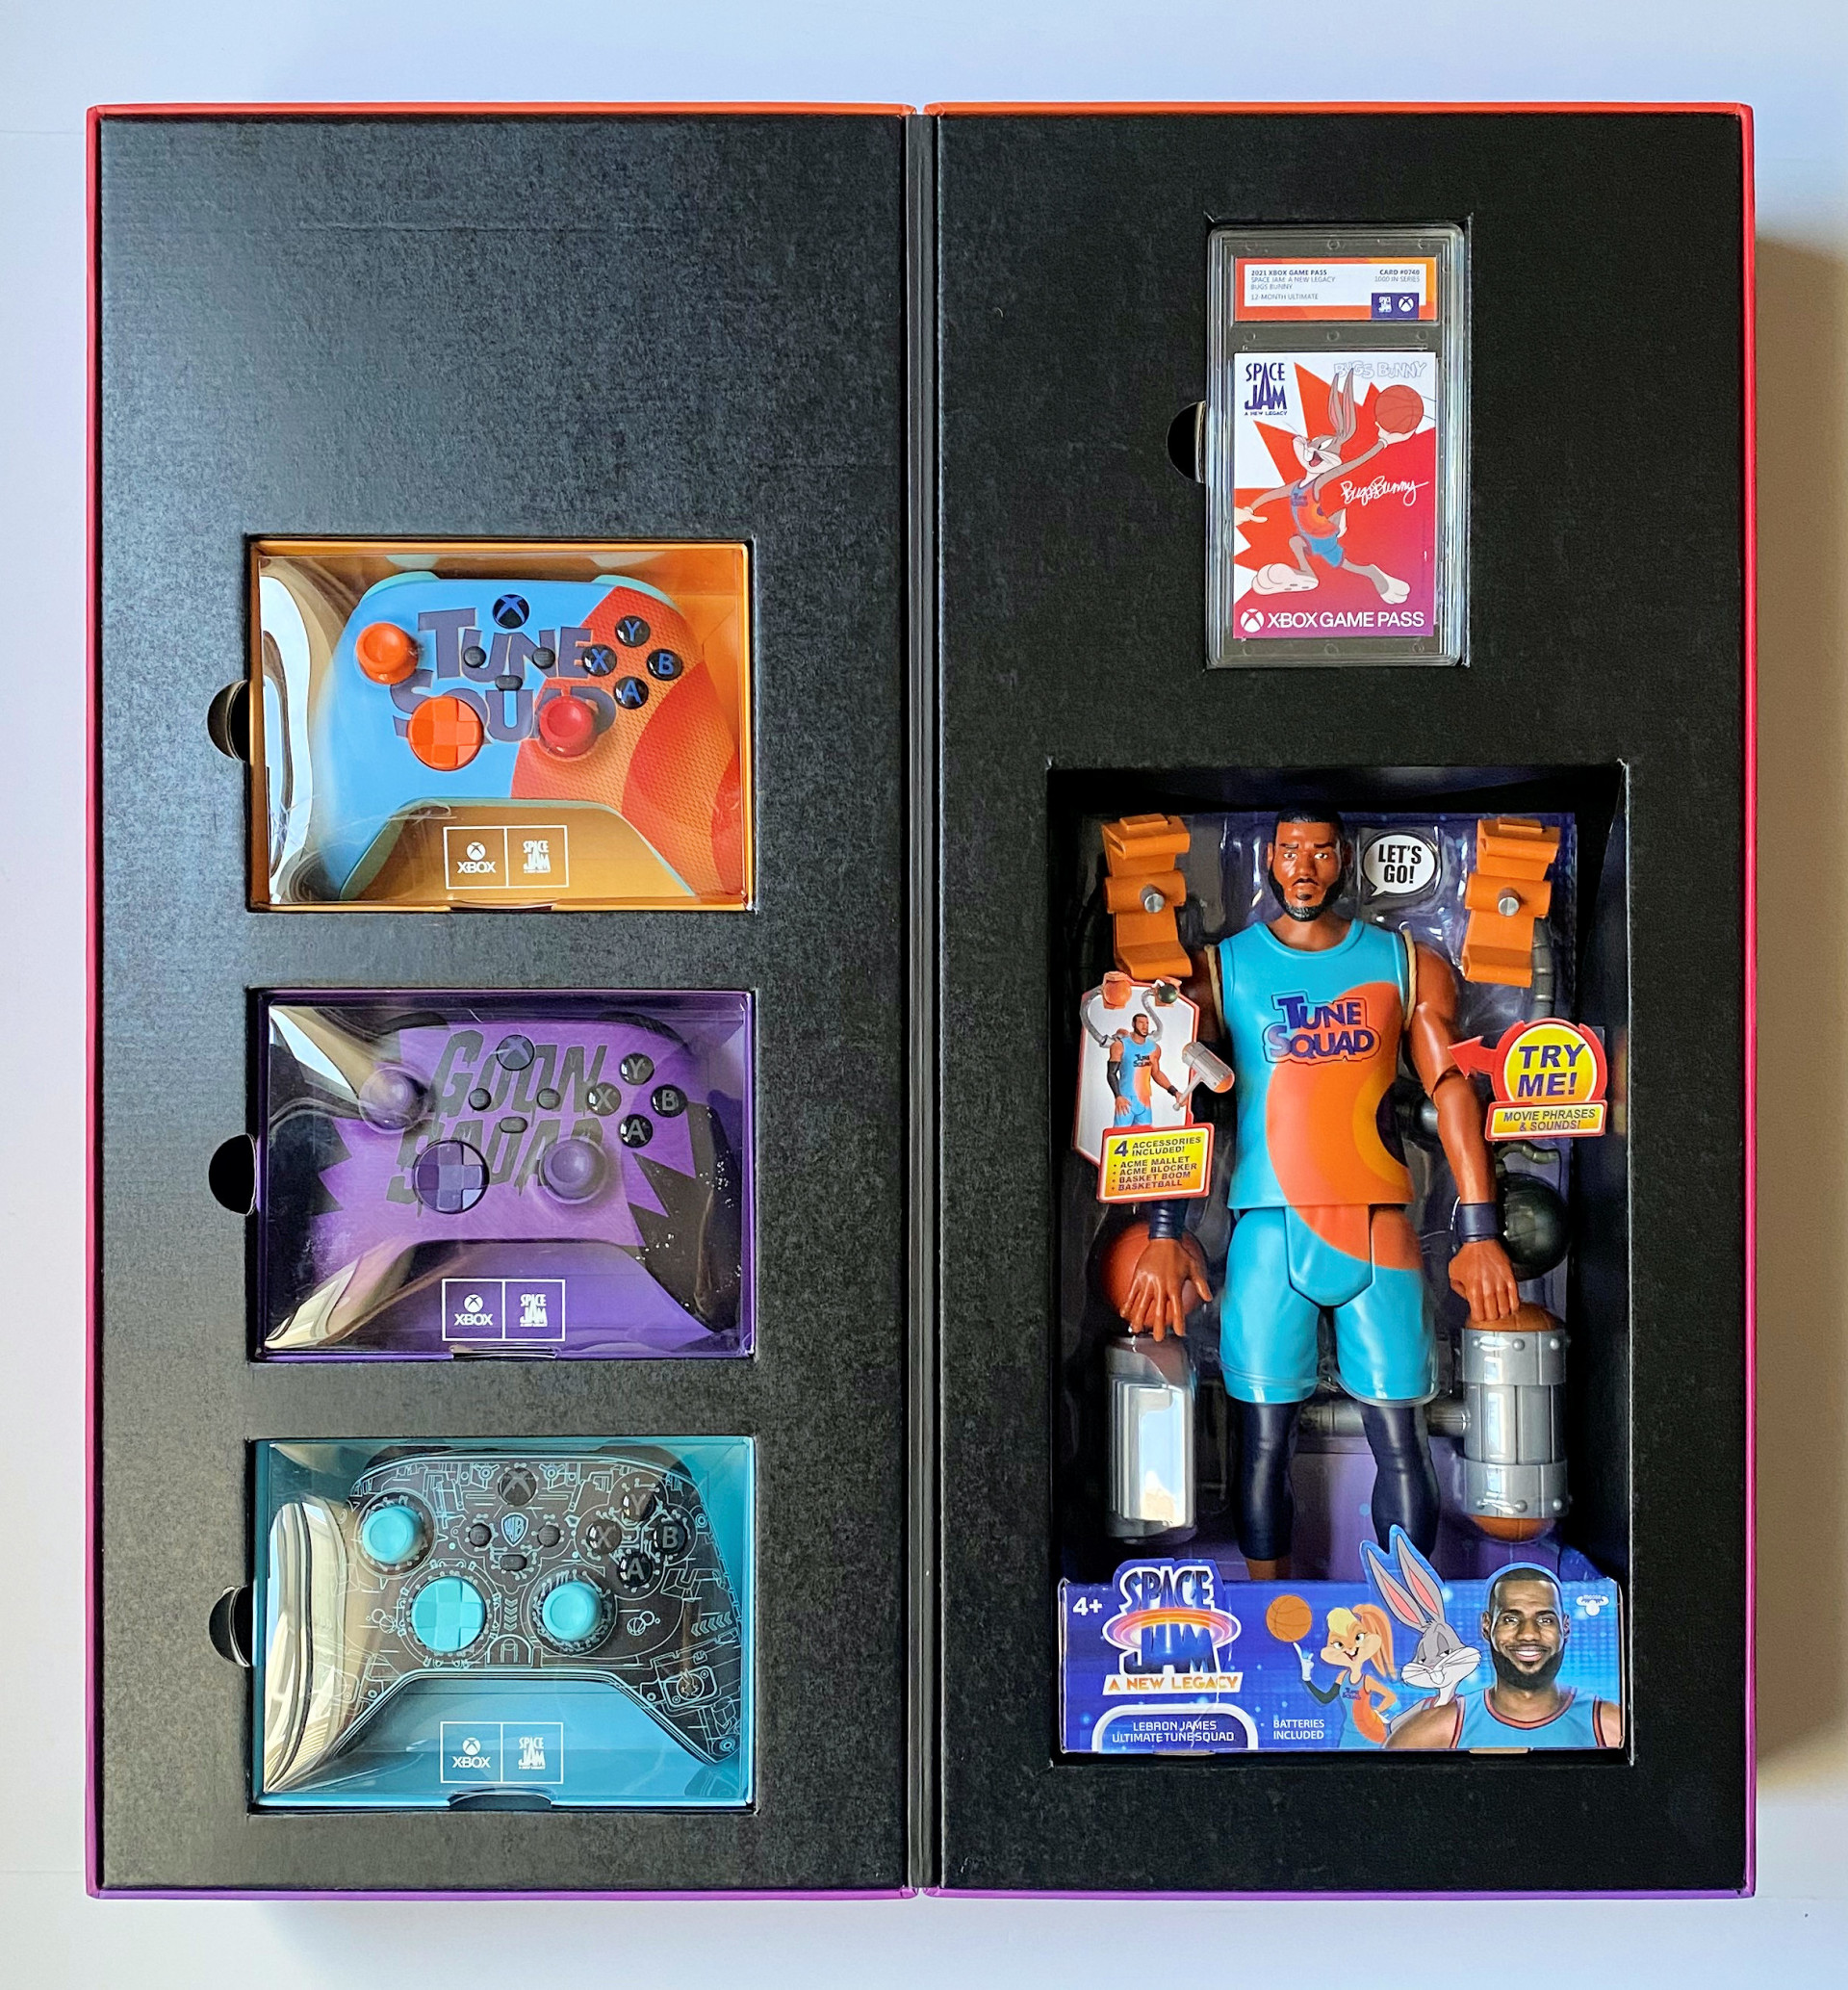 TUNE
SQUAD
X
Y
B
A
XBOX
SPACE
JAM
GOON
SQUAD
X
Y
B
A
XBOX
SPACE
JAM
WB
X
Y
B
A
XBOX
SPACE
JAM
2021 XBOX GAME PASS
CARD #0748
SPACE JAM: A NEW LEGACY
1000 IN SERIES
BUGS BUNNY
12-MONTH ULTIMATE
SPACE
JAM
A NEW LEGACY
BUGS BUNNY
Bugs Bunny
XBOX GAME PASS
LET'S
GO!
TUNE
SQUAD
TRY
ME!
MOVIE PHRASES
& SOUNDS!
4 ACCESSORIES
INCLUDED!
• ACME MALLET
• ACME BLOCKER
• BASKET BOOM
• BASKETBALL
4+
SPACE
JAM
A NEW LEGACY
LEBRON JAMES
ULTIMATE TUNE SQUAD
BATTERIES
INCLUDED